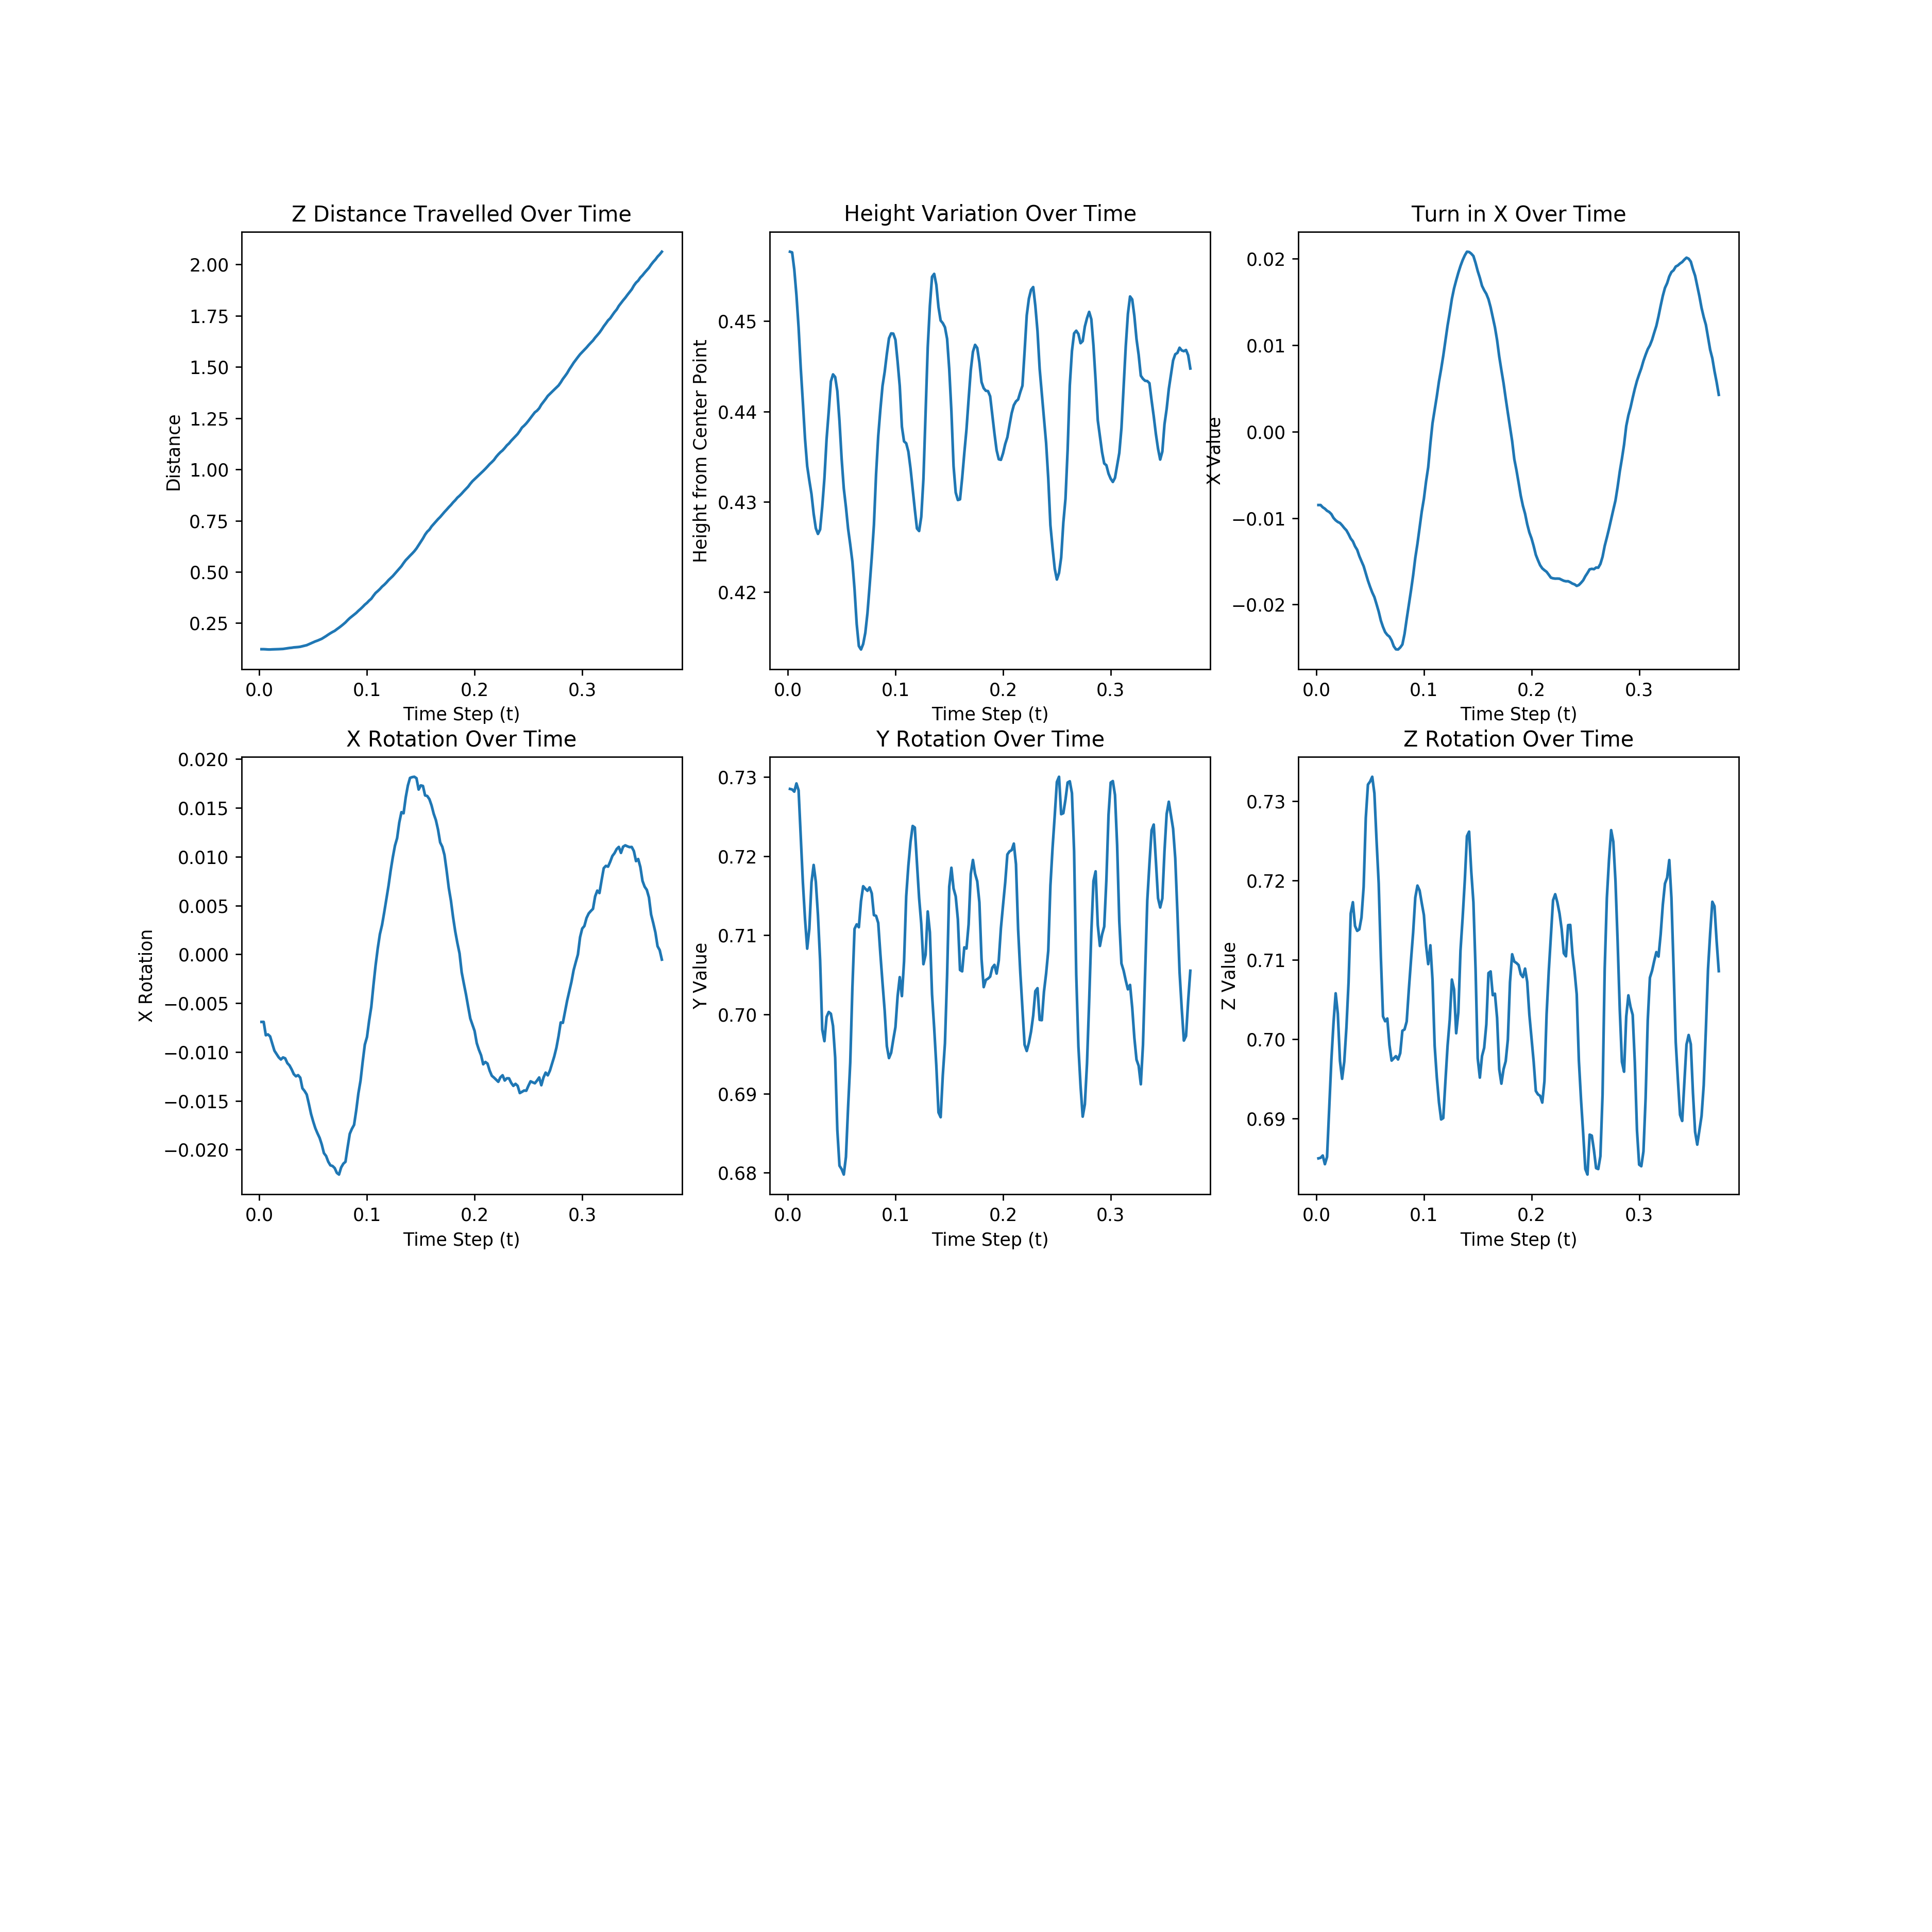 Z Distance Travelled Over Time
Height Variation Over Time
Turn in X Over Time
Distance
2.00
1.75
1.50
1.25
1.00
0.75
0.50
0.25
0.0 0.1 0.2 0.3
Time Step (t)
Height from Center Point
0.45
0.44
0.43
0.42
0.0 0.1 0.2 0.3
Time Step (t)
X Value
0.02
0.01
0.00
−0.01
−0.02
0.0 0.1 0.2 0.3
Time Step (t)
X Rotation Over Time
Y Rotation Over Time
Z Rotation Over Time
X Rotation
0.020
0.015
0.010
0.005
0.000
−0.005
−0.010
−0.015
−0.020
0.0 0.1 0.2 0.3
Time Step (t)
Y Value
0.73
0.72
0.71
0.70
0.69
0.68
0.0 0.1 0.2 0.3
Time Step (t)
Z Value
0.73
0.72
0.71
0.70
0.69
0.0 0.1 0.2 0.3
Time Step (t)